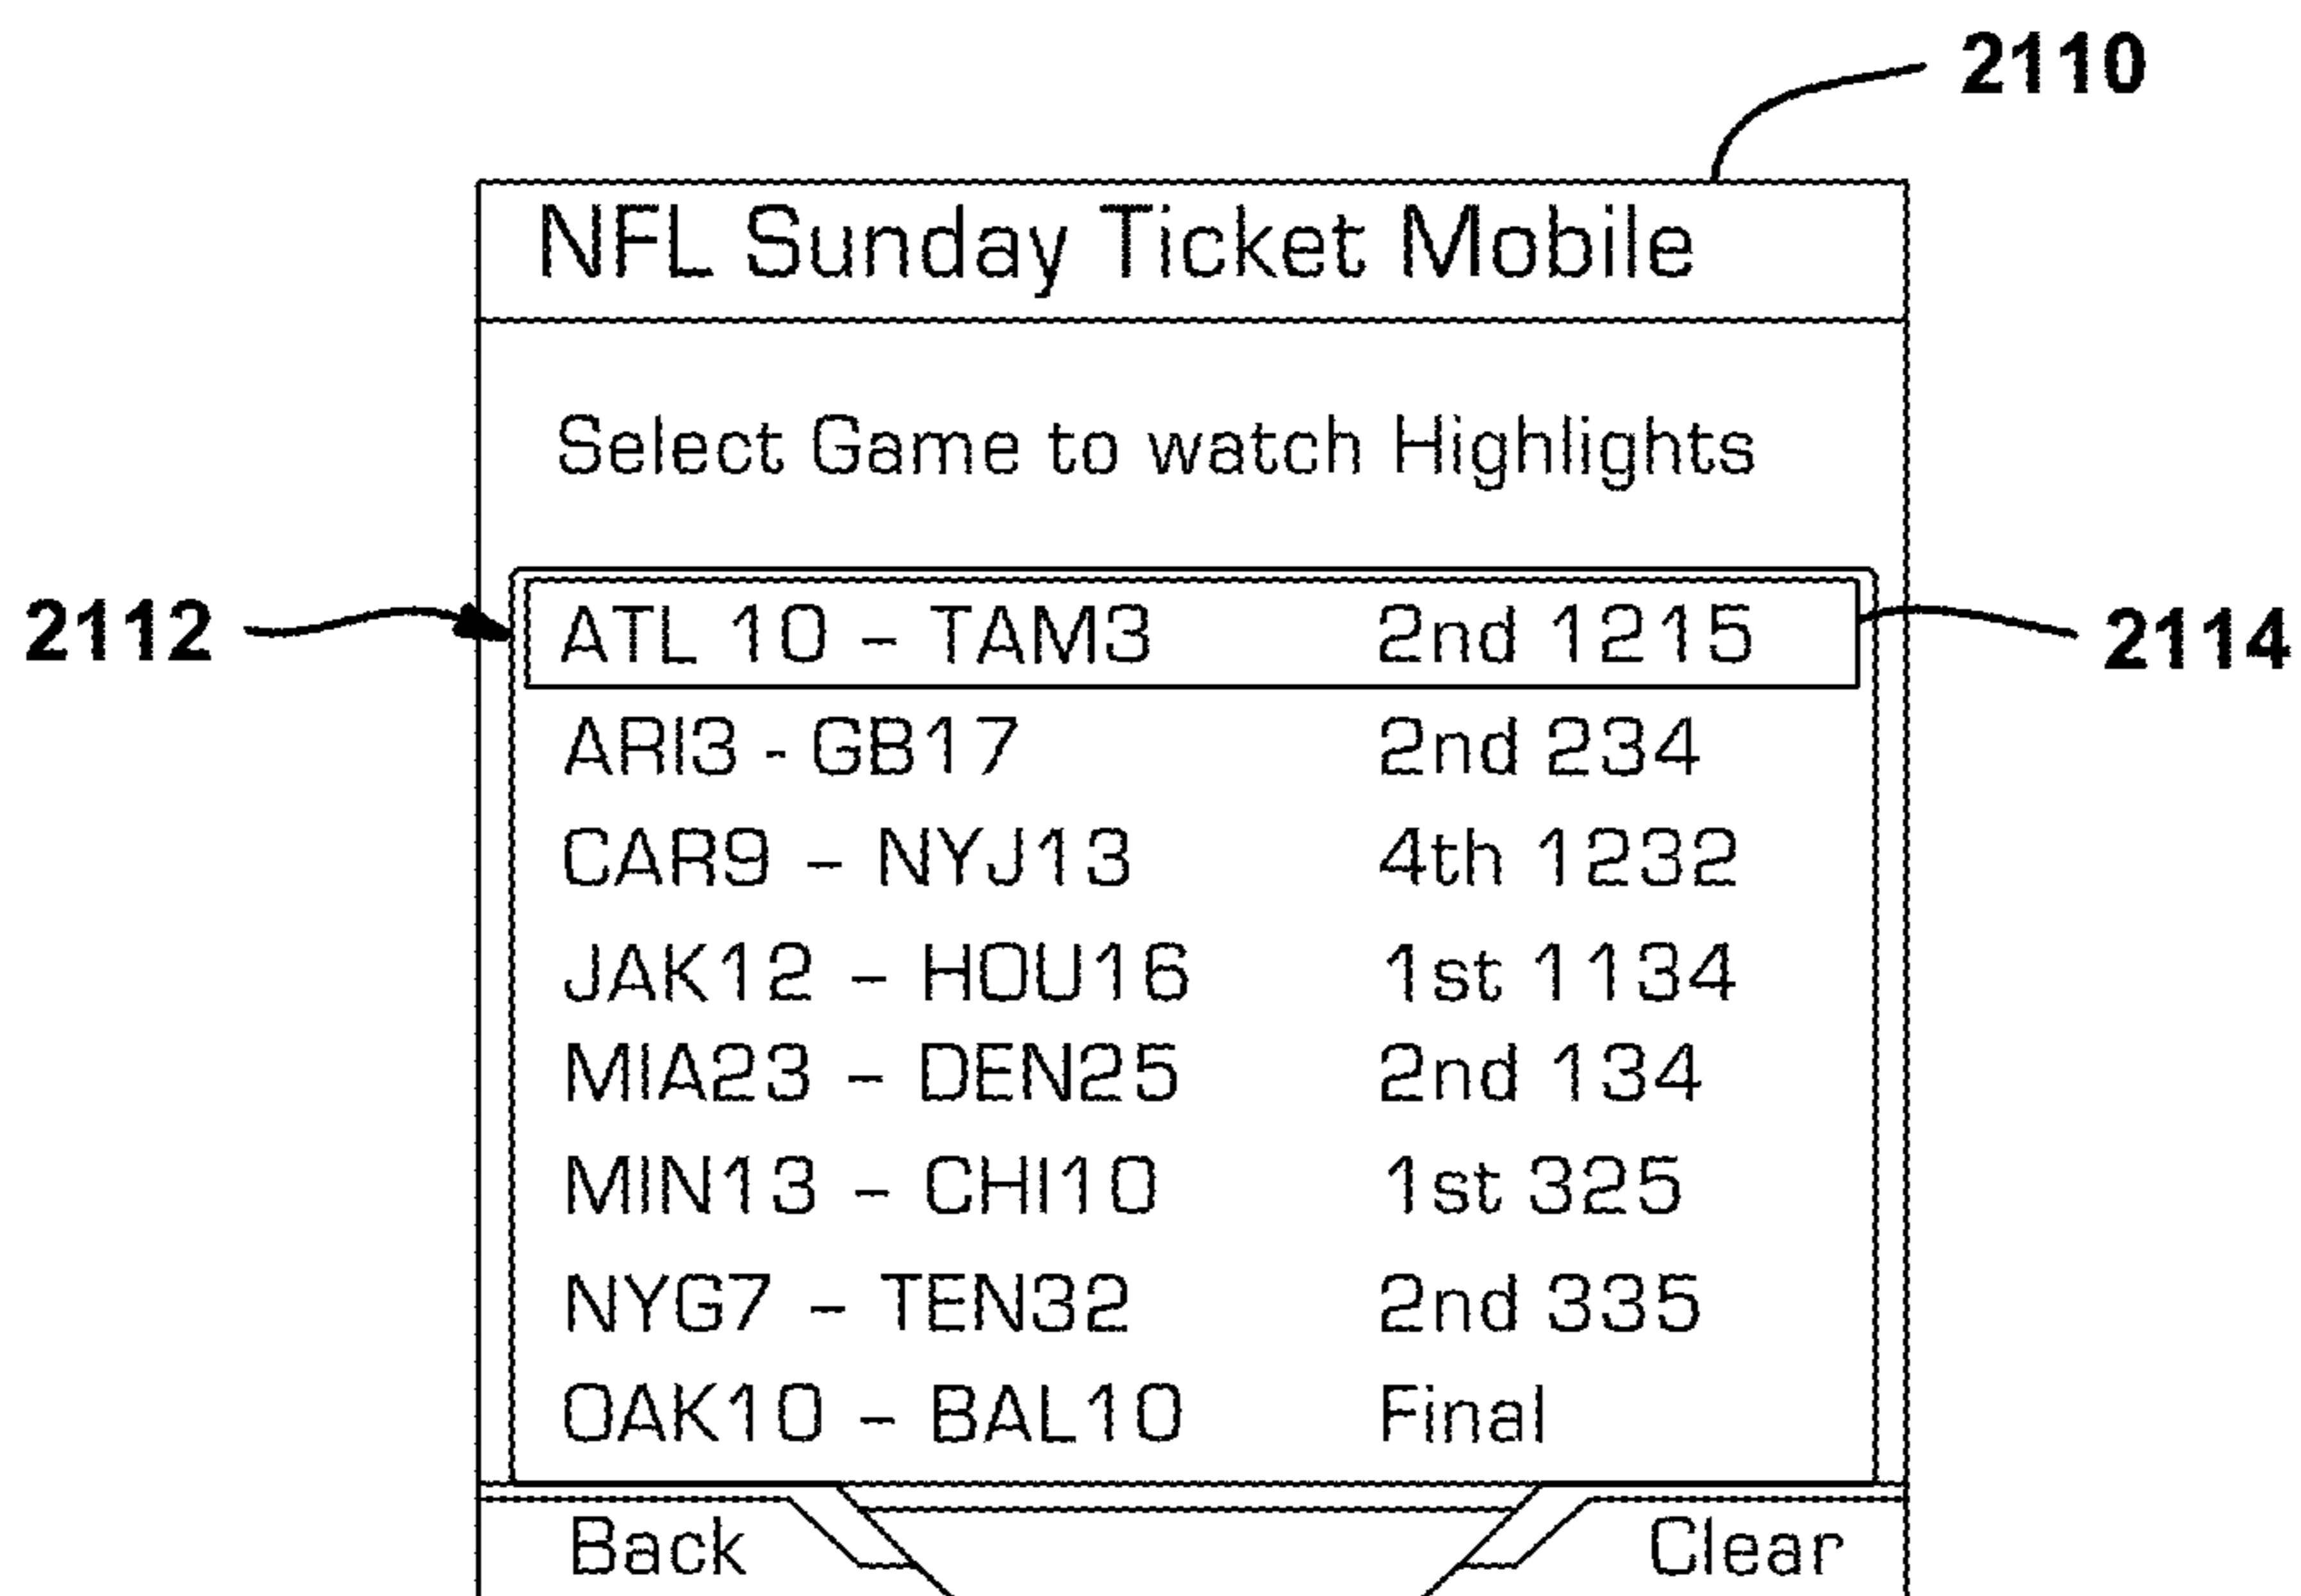 2110
NFL Sunday Ticket Mobile
Select Game to watch Highlights
2112
ATL 10 – TAM3 2nd 1215
2114
ARI3 - GB17 2nd 234
CAR9 – NYJ13 4th 1232
JAK12 – HOU16 1st 1134
MIA23 – DEN25 2nd 134
MIN13 – CHI10 1st 325
NYG7 – TEN32 2nd 335
OAK10 – BAL10 Final
Back Clear